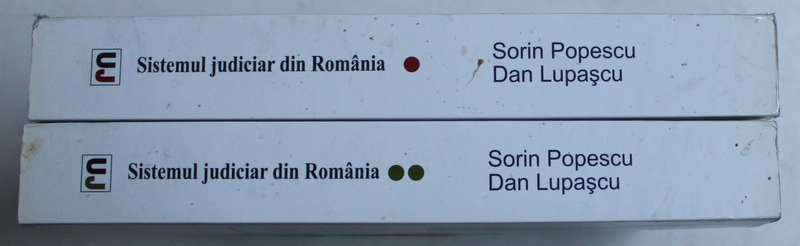 Sistemul judiciar din România
Sorin Popescu
Dan Lupaşcu
Sistemul judiciar din România
Sorin Popescu
Dan Lupaşcu